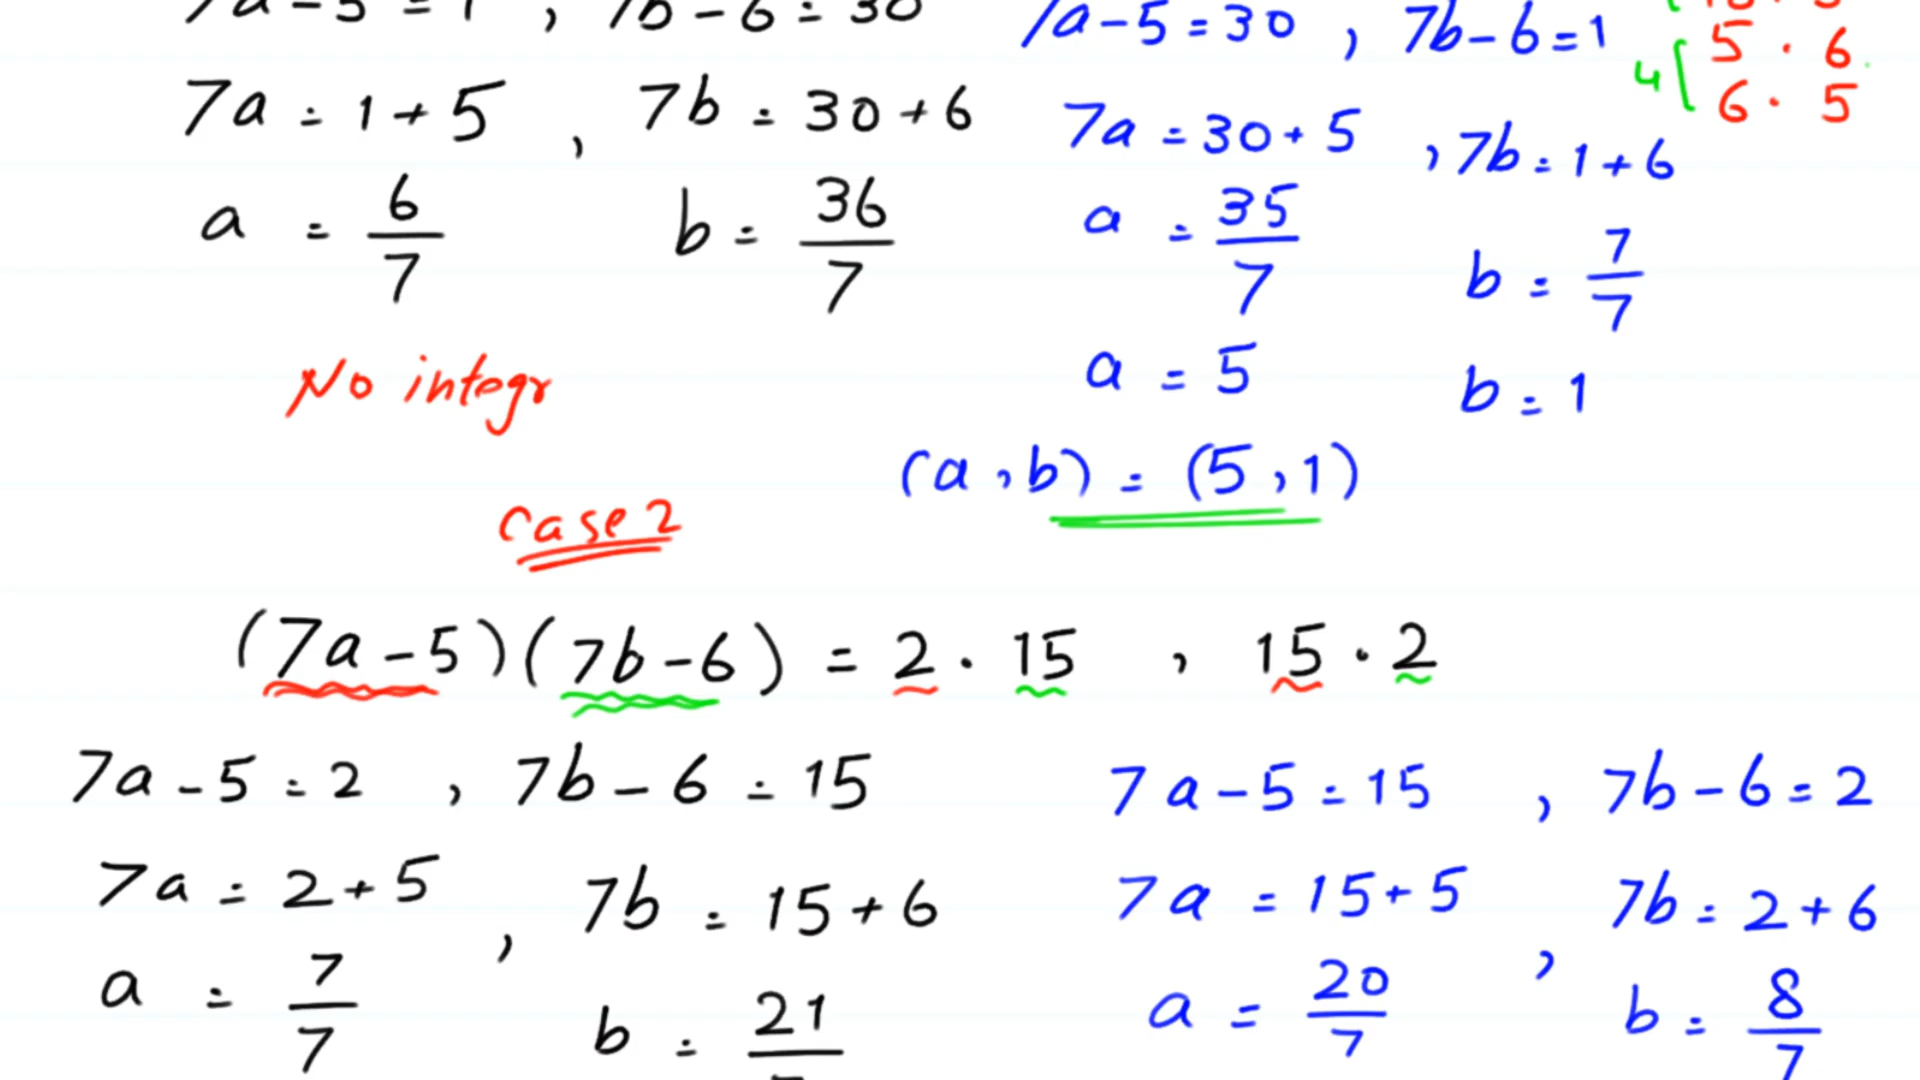 7a - 5 = 1 , 7b - 6 = 30
7a - 5 = 30 , 7b - 6 = 1
5 · 6
4 [ 6 · 5
7a = 1 + 5 , 7b = 30 + 6
7a = 30 + 5 , 7b = 1 + 6
a = 6/7 b = 36/7
a = 35/7 b = 7/7
No integr
a = 5 b = 1
(a , b) = (5 , 1)
case 2
(7a - 5)(7b - 6) = 2 · 15 , 15 · 2
7a - 5 = 2 , 7b - 6 = 15
7a - 5 = 15 , 7b - 6 = 2
7a = 2 + 5 , 7b = 15 + 6
7a = 15 + 5 , 7b = 2 + 6
a = 7/7 b = 21
a = 20/7 b = 8/7